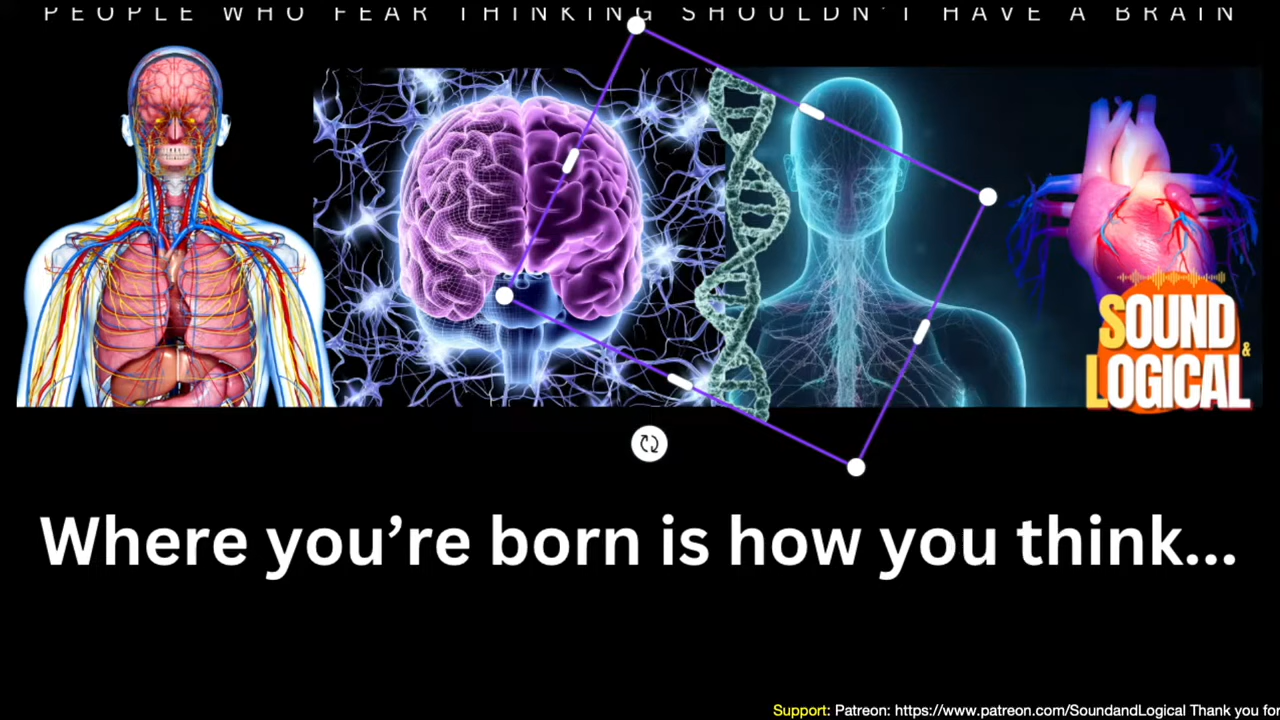 PEOPLE WHO FEAR THINKING SHOULDN'T HAVE A BRAIN
SOUND
&
LOGICAL
Where you’re born is how you think...
Support: Patreon: https://www.patreon.com/SoundandLogical Thank you for